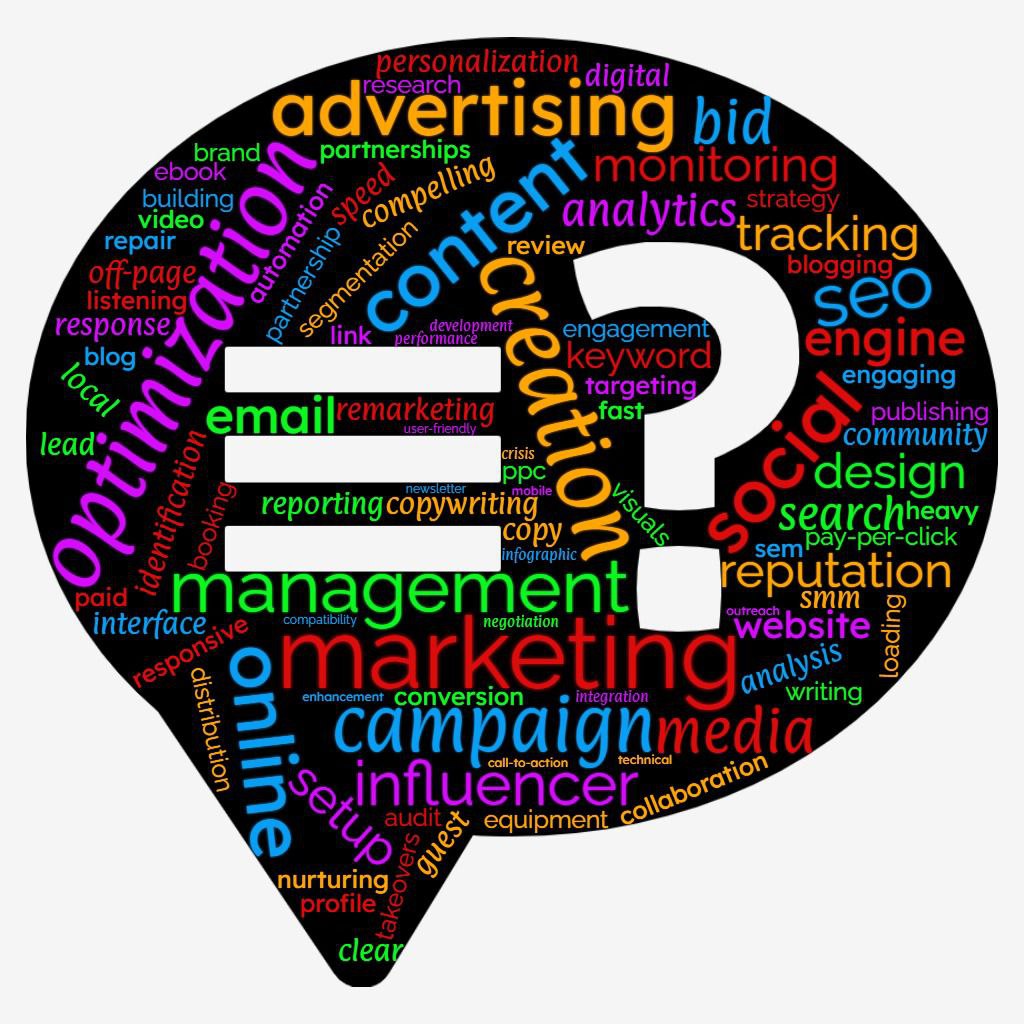 personalization
digital
research
advertising
bid
brand
partnerships
monitoring
ebook
speed
compelling
content
analytics
strategy
building
video
automation
repair
partnership
segmentation
optimization
review
tracking
off-page
blogging
listening
seo
response
link
development
performance
engagement
engine
blog
creation
keyword
local
targeting
engaging
email
remarketing
fast
social
publishing
user-friendly
community
lead
identification
crisis
ppc
design
booking
newsletter
mobile
reporting
copywriting
visuals
search
heavy
copy
pay-per-click
infographic
sem
management
reputation
paid
smm
loading
interface
compatibility
negotiation
outreach
website
responsive
marketing
analysis
online
distribution
enhancement
conversion
integration
writing
campaign
media
call-to-action
technical
setup
influencer
collaboration
audit
guest
equipment
takeovers
nurturing
profile
clear
?